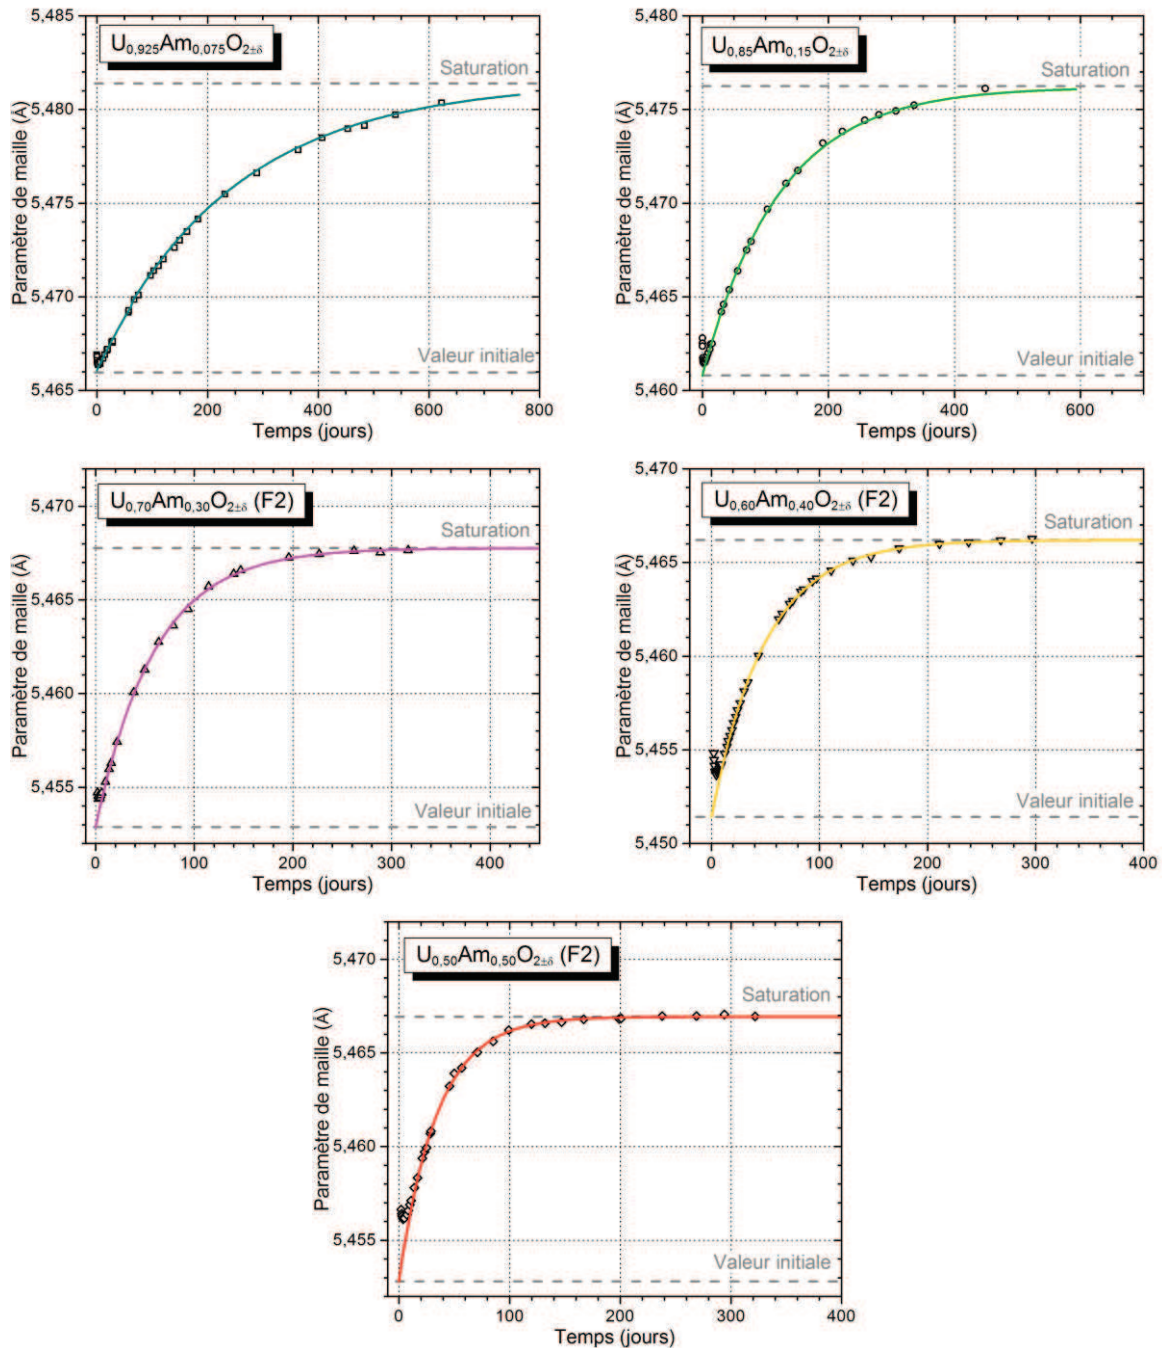 U0,925Am0,075O2±δ
Saturation
Valeur initiale
Paramètre de maille (Å)
5,485
5,480
5,475
5,470
5,465
0 200 400 600 800
Temps (jours)
U0,85Am0,15O2±δ
Saturation
Valeur initiale
Paramètre de maille (Å)
5,480
5,475
5,470
5,465
5,460
0 200 400 600
Temps (jours)
U0,70Am0,30O2±δ (F2)
Saturation
Valeur initiale
Paramètre de maille (Å)
5,470
5,465
5,460
5,455
0 100 200 300 400
Temps (jours)
U0,60Am0,40O2±δ (F2)
Saturation
Valeur initiale
Paramètre de maille (Å)
5,470
5,465
5,460
5,455
5,450
0 100 200 300 400
Temps (jours)
U0,50Am0,50O2±δ (F2)
Saturation
Valeur initiale
Paramètre de maille (Å)
5,470
5,465
5,460
5,455
0 100 200 300 400
Temps (jours)